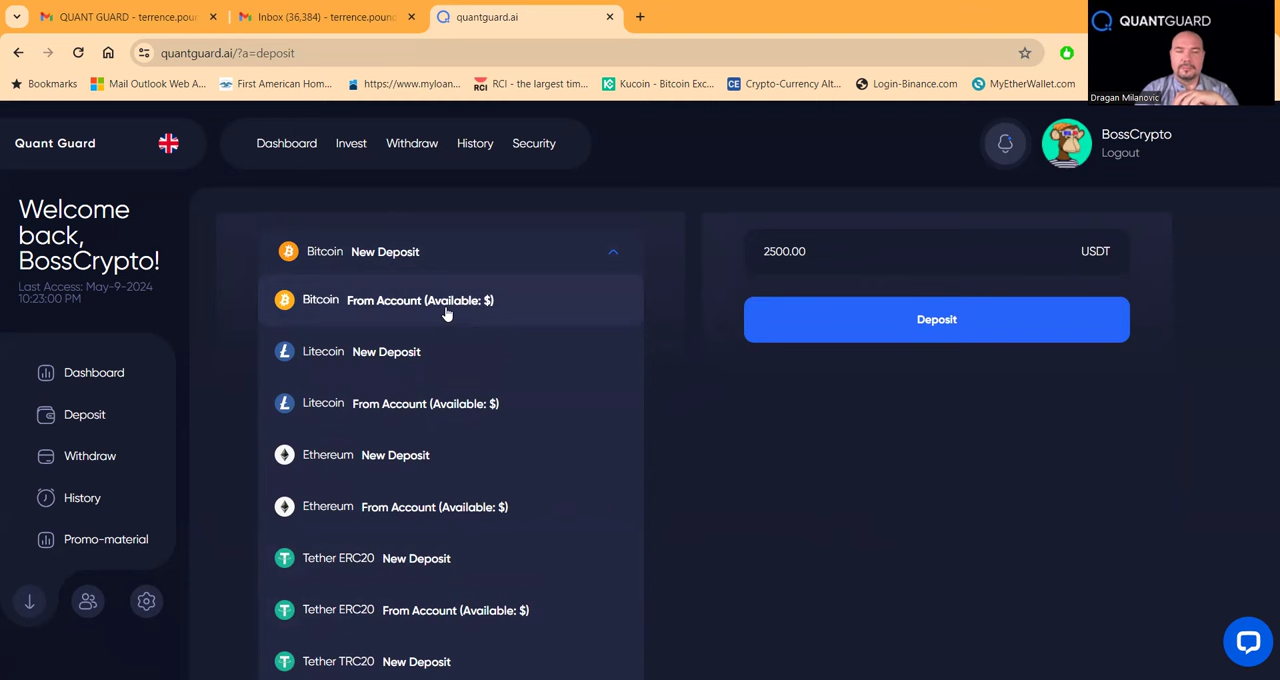 QUANT GUARD - terrence.poun
Inbox (36,384) - terrence.pound
quantguard.ai
quantguard.ai/?a=deposit
Bookmarks
Mail Outlook Web A...
First American Hom...
https://www.myloan...
RCI - the largest tim...
Kucoin - Bitcoin Exc...
Crypto-Currency Alt...
Login-Binance.com
MyEtherWallet.com
QUANTGUARD
Dragan Milanovic
Quant Guard
Dashboard
Invest
Withdraw
History
Security
BossCrypto
Logout
Welcome
back,
BossCrypto!
Last Access: May-9-2024
10:23:00 PM
Dashboard
Deposit
Withdraw
History
Promo-material
Bitcoin New Deposit
Bitcoin From Account (Available: $)
Litecoin New Deposit
Litecoin From Account (Available: $)
Ethereum New Deposit
Ethereum From Account (Available: $)
Tether ERC20 New Deposit
Tether ERC20 From Account (Available: $)
Tether TRC20 New Deposit
2500.00 USDT
Deposit